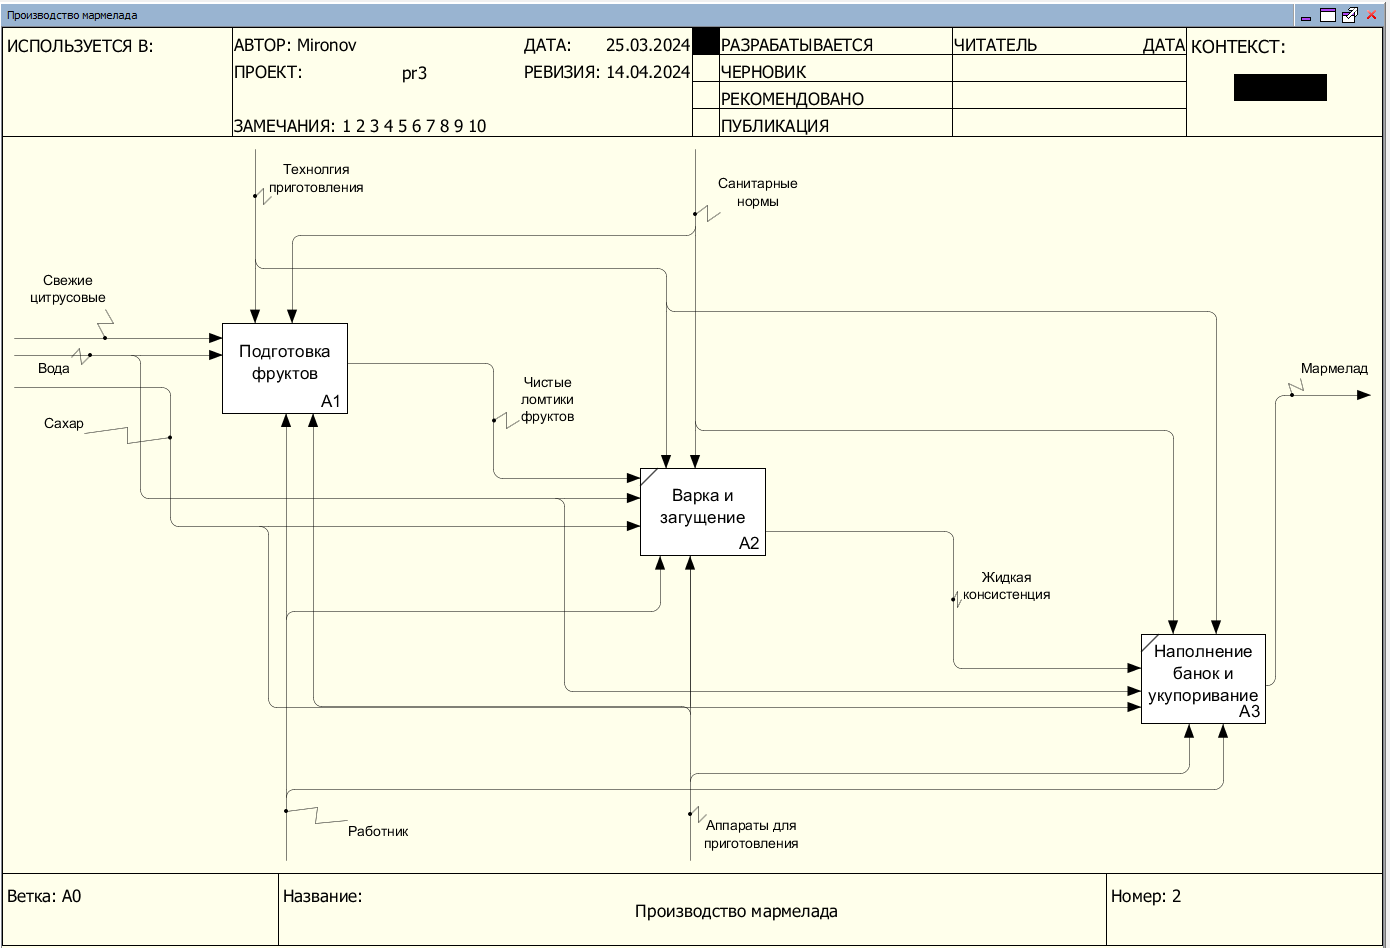 Производство мармелада
ИСПОЛЬЗУЕТСЯ В:
АВТОР: Mironov
ДАТА: 25.03.2024
ПРОЕКТ: pr3
РЕВИЗИЯ: 14.04.2024
ЗАМЕЧАНИЯ: 1 2 3 4 5 6 7 8 9 10
РАЗРАБАТЫВАЕТСЯ
ЧЕРНОВИК
РЕКОМЕНДОВАНО
ПУБЛИКАЦИЯ
ЧИТАТЕЛЬ
ДАТА
КОНТЕКСТ:
Технолгия
приготовления
Санитарные
нормы
Свежие
цитрусовые
Вода
Сахар
Подготовка
фруктов
A1
Чистые
ломтики
фруктов
Мармелад
Варка и
загущение
A2
Жидкая
консистенция
Наполнение
банок и
укупоривание
A3
Работник
Аппараты для
приготовления
Ветка: A0
Название:
Производство мармелада
Номер: 2